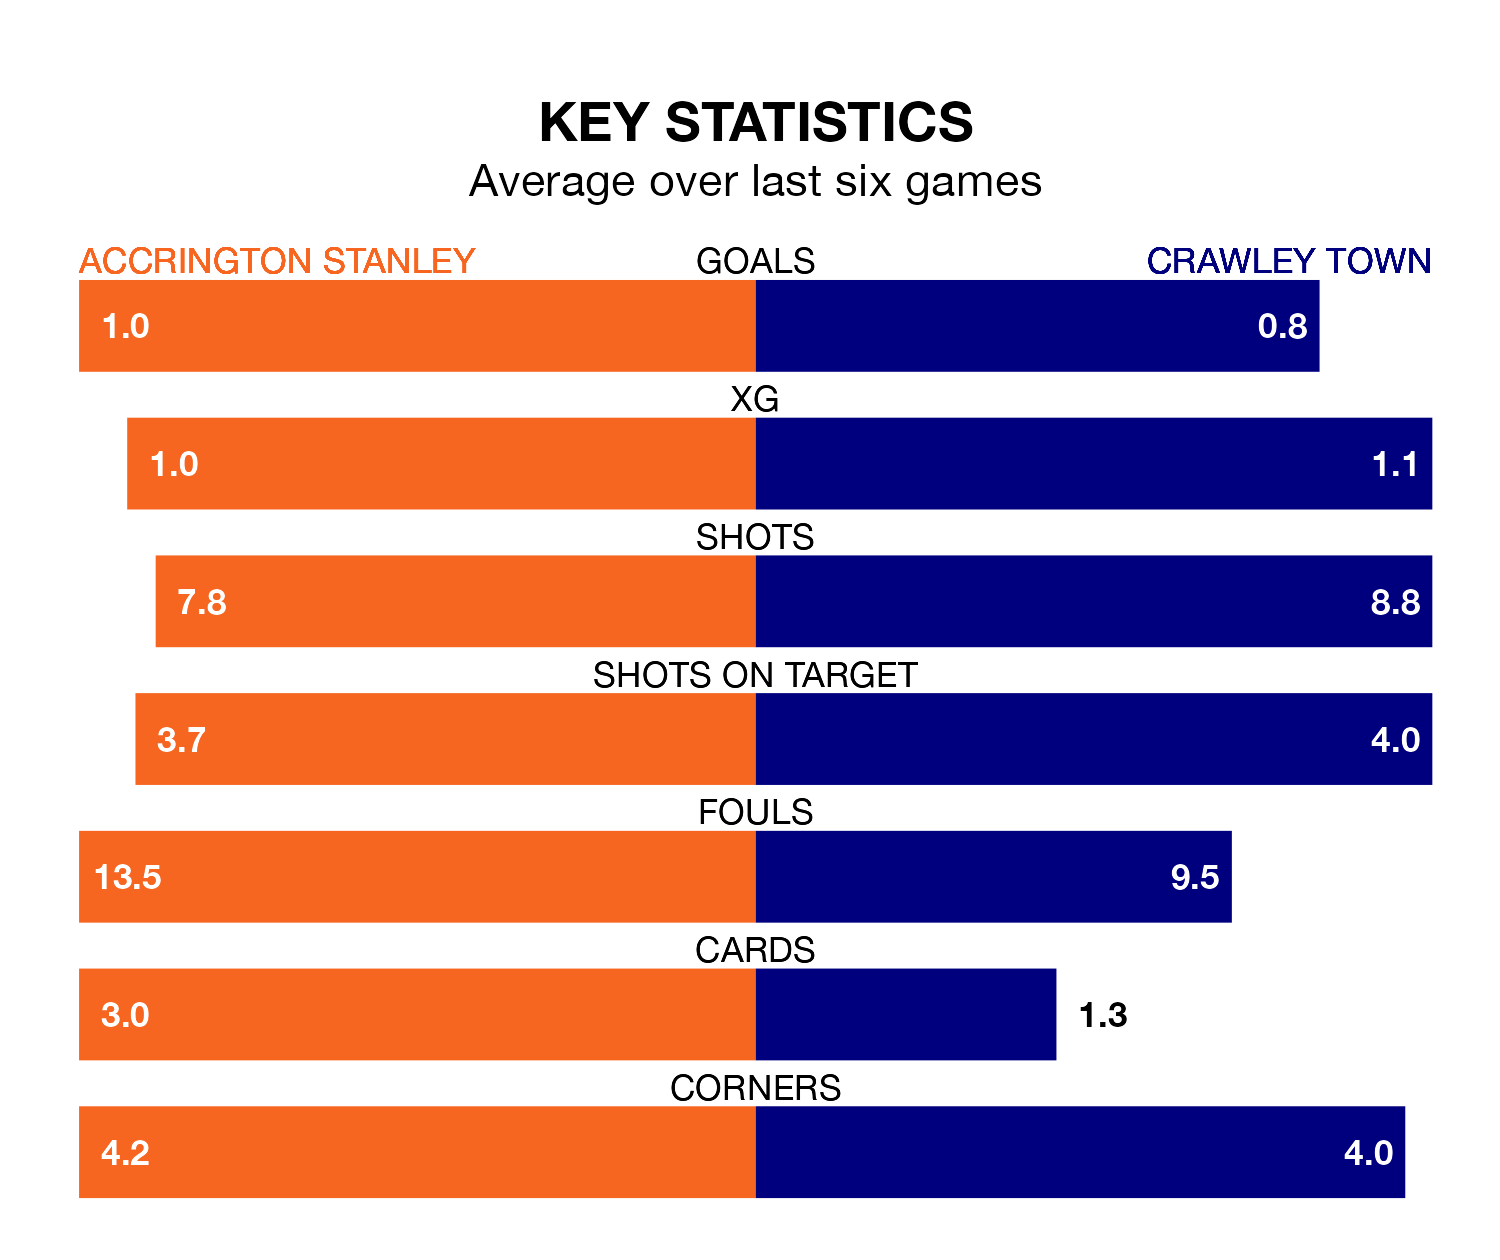 KEY STATISTICS
Average over last six games
ACCRINGTON STANLEY GOALS CRAWLEY TOWN
1.0 0.8
XG
1.0 1.1
SHOTS
7.8 8.8
SHOTS ON TARGET
3.7 4.0
FOULS
13.5 9.5
CARDS
3.0 1.3
CORNERS
4.2 4.0